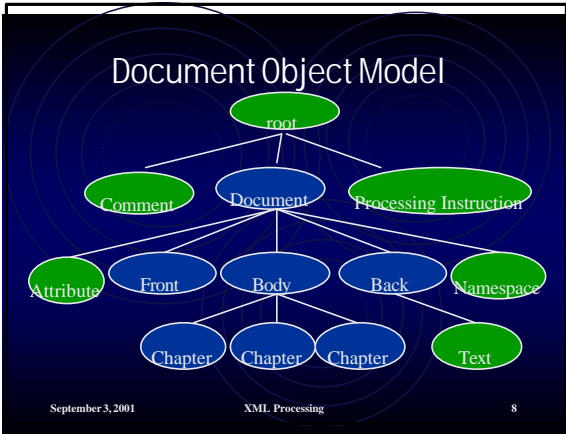 Document Object Model
root
Comment Document Processing Instruction
Attribute Front Body Back Namespace
Chapter Chapter Chapter Text
September 3, 2001 XML Processing 8